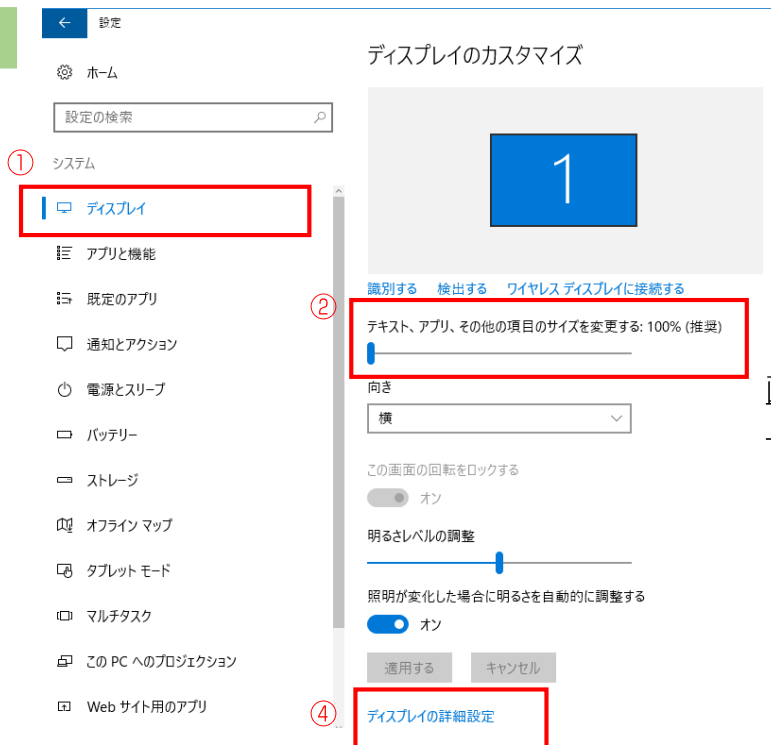 設定
ホーム
設定の検索
①
システム
ディスプレイ
アプリと機能
既定のアプリ
通知とアクション
電源とスリープ
バッテリー
ストレージ
オフライン マップ
タブレット モード
マルチタスク
この PC へのプロジェクション
Web サイト用のアプリ
ディスプレイのカスタマイズ
1
識別する 検出する ワイヤレス ディスプレイに接続する
②
テキスト、アプリ、その他の項目のサイズを変更する: 100% (推奨)
向き
横
この画面の回転をロックする
オン
明るさレベルの調整
照明が変化した場合に明るさを自動的に調整する
オン
適用する キャンセル
④
ディスプレイの詳細設定